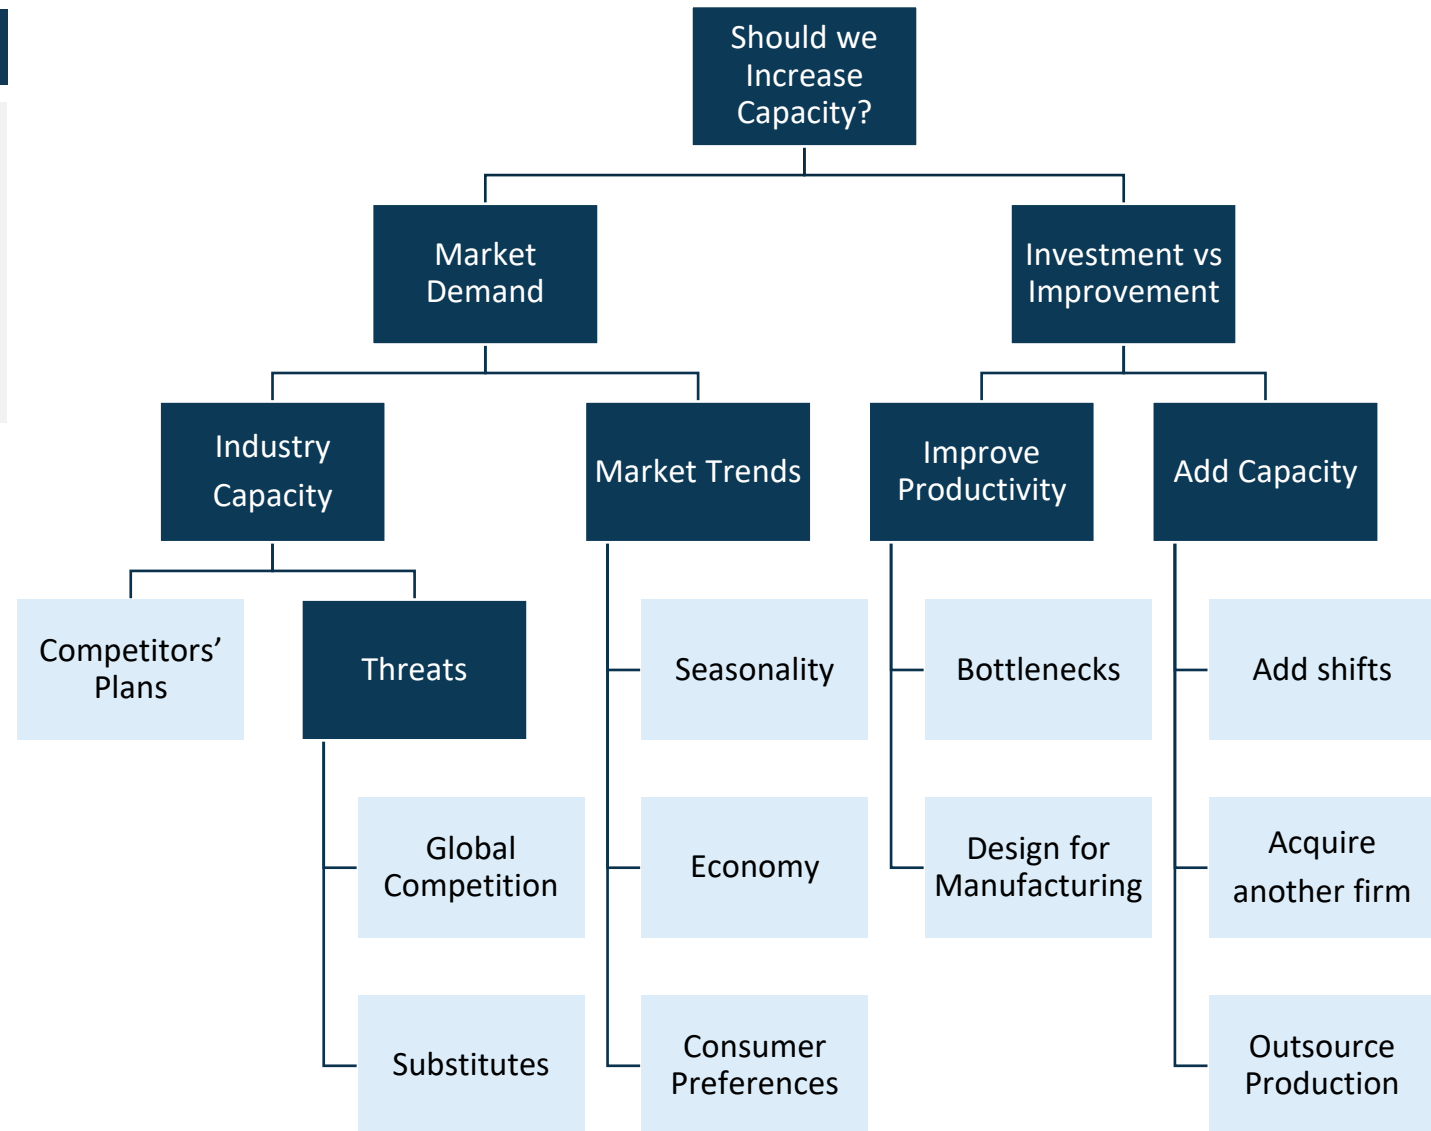 Should we
Increase
Capacity?
Market
Demand
Investment vs
Improvement
Industry
Capacity
Market Trends
Improve
Productivity
Add Capacity
Competitors’
Plans
Threats
Seasonality
Bottlenecks
Add shifts
Global
Competition
Economy
Design for
Manufacturing
Acquire
another firm
Substitutes
Consumer
Preferences
Outsource
Production